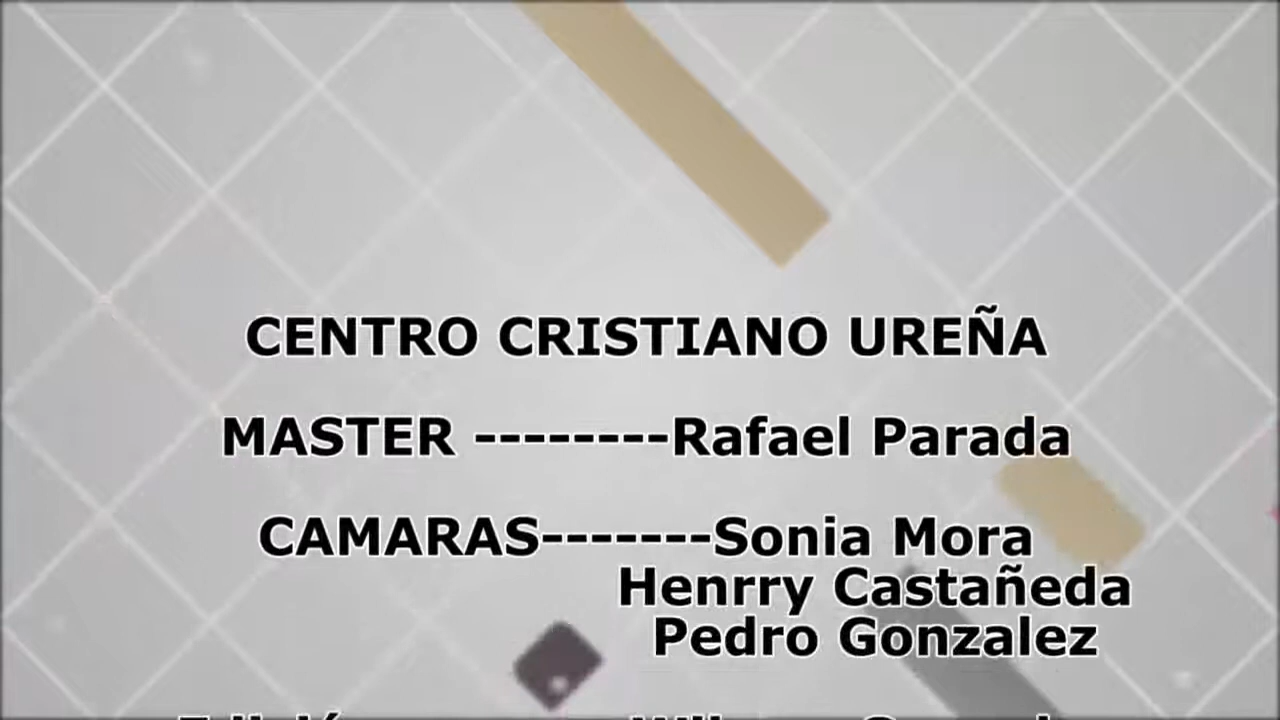 CENTRO CRISTIANO UREÑA
MASTER --------Rafael Parada
CAMARAS-------Sonia Mora
Henrry Castañeda
Pedro Gonzalez